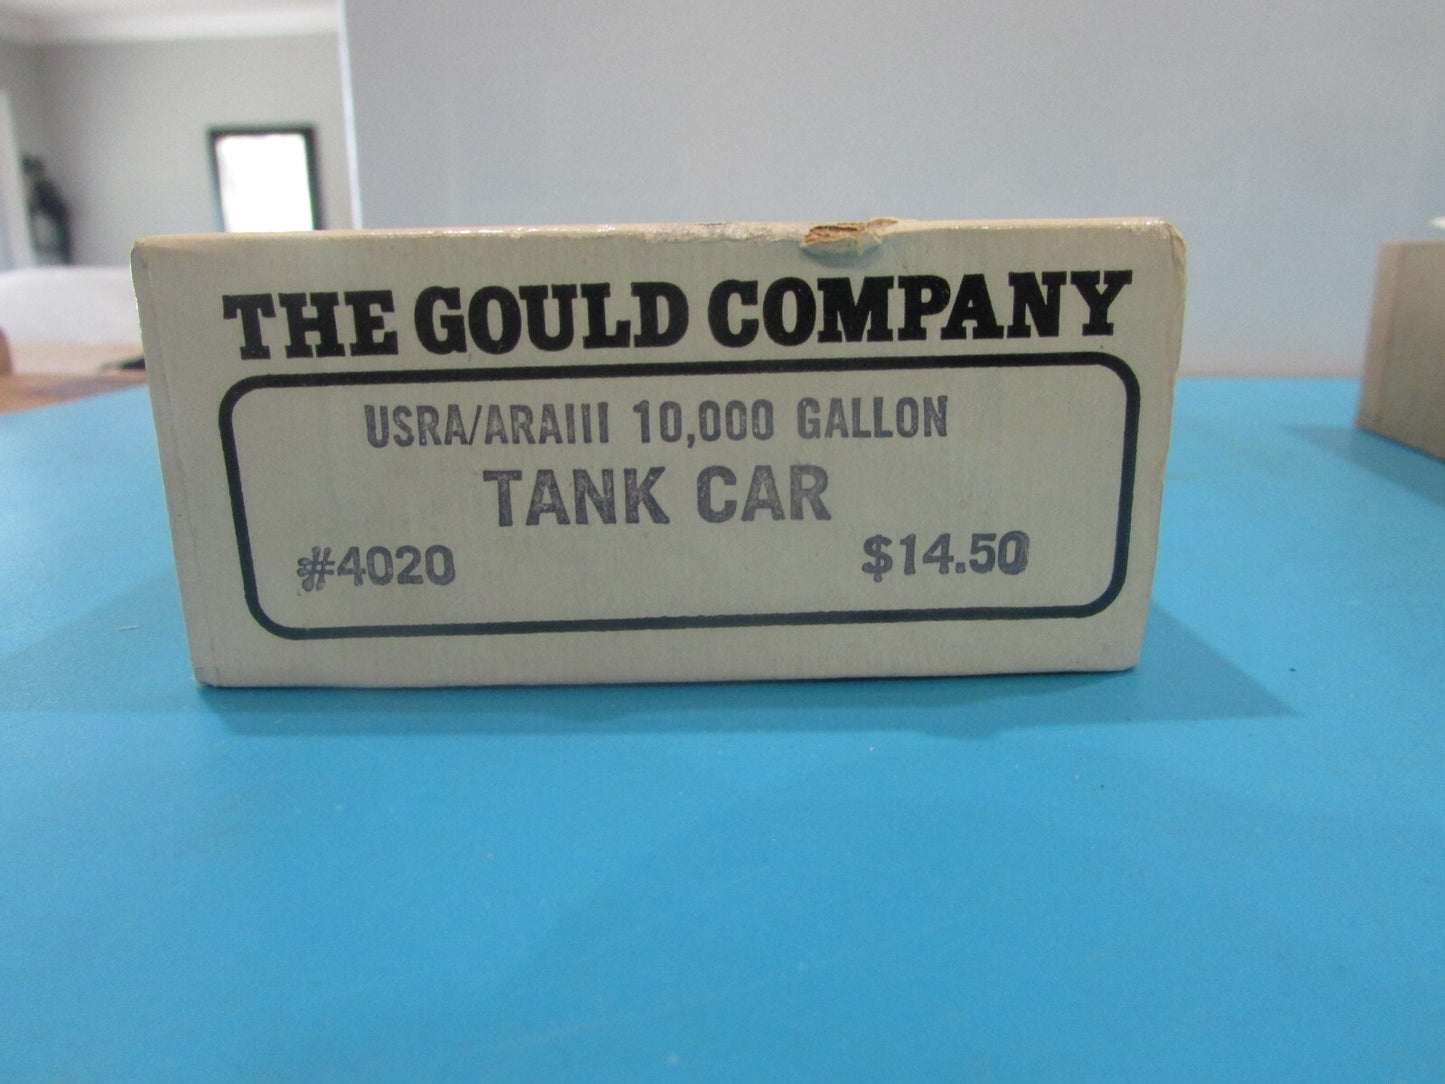 THE GOULD COMPANY
USRA/ARAIII 10,000 GALLON
TANK CAR
#4020 $14.50